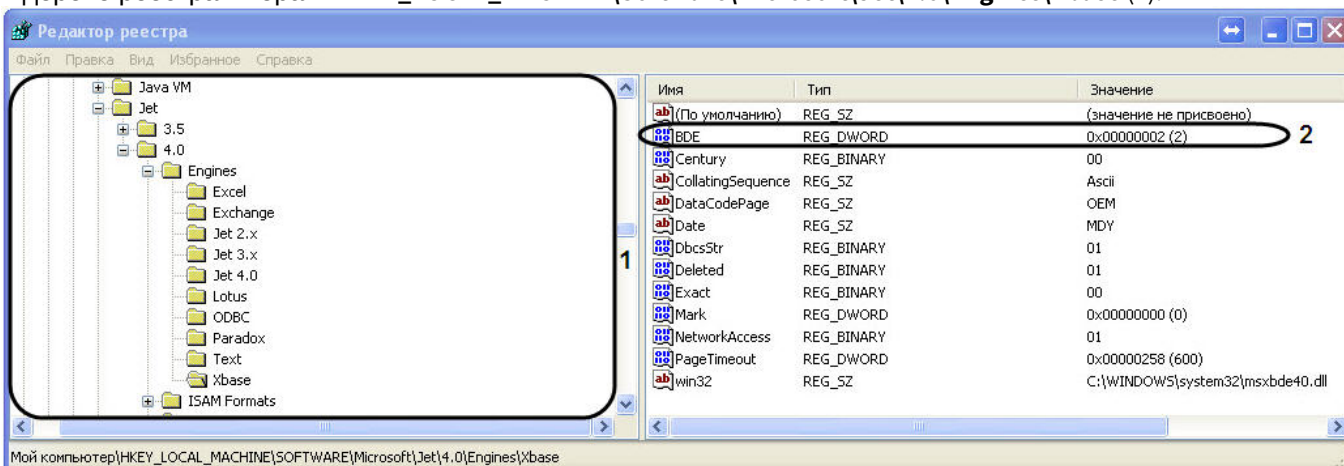 Редактор реестра
Файл Правка Вид Избранное Справка
Java VM
Jet
3.5
4.0
Engines
Excel
Exchange
Jet 2.x
Jet 3.x
Jet 4.0
Lotus
ODBC
Paradox
Text
Xbase
ISAM Formats
1
Имя Тип Значение
(По умолчанию) REG_SZ (значение не присвоено)
BDE REG_DWORD 0x00000002 (2) 2
Century REG_BINARY 00
CollatingSequence REG_SZ Ascii
DataCodePage REG_SZ OEM
Date REG_SZ MDY
DbcsStr REG_BINARY 01
Deleted REG_BINARY 01
Exact REG_BINARY 00
Mark REG_DWORD 0x00000000 (0)
NetworkAccess REG_BINARY 01
PageTimeout REG_DWORD 0x00000258 (600)
win32 REG_SZ C:\WINDOWS\system32\msxbde40.dll
Мой компьютер\HKEY_LOCAL_MACHINE\SOFTWARE\Microsoft\Jet\4.0\Engines\Xbase